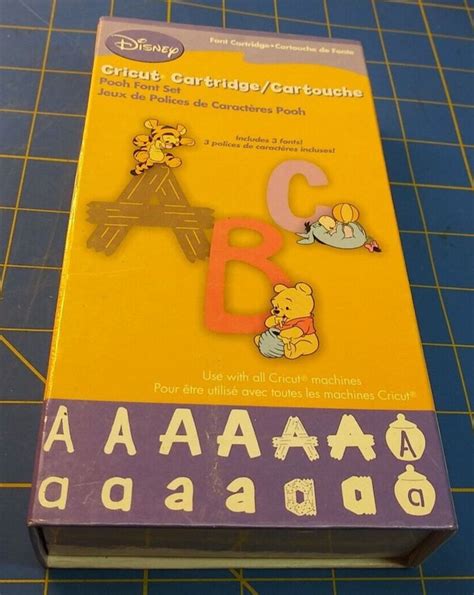 Disney
Font Cartridge • Cartouche de Fonte
Cricut® Cartridge/Cartouche
Pooh Font Set
Jeux de Polices de Caractères Pooh
Includes 3 fonts!
3 polices de caractères incluses!
A
C
B
Use with all Cricut® machines
Pour être utilisé avec toutes les machines Cricut®
A A A A A A A
a a a a a a a